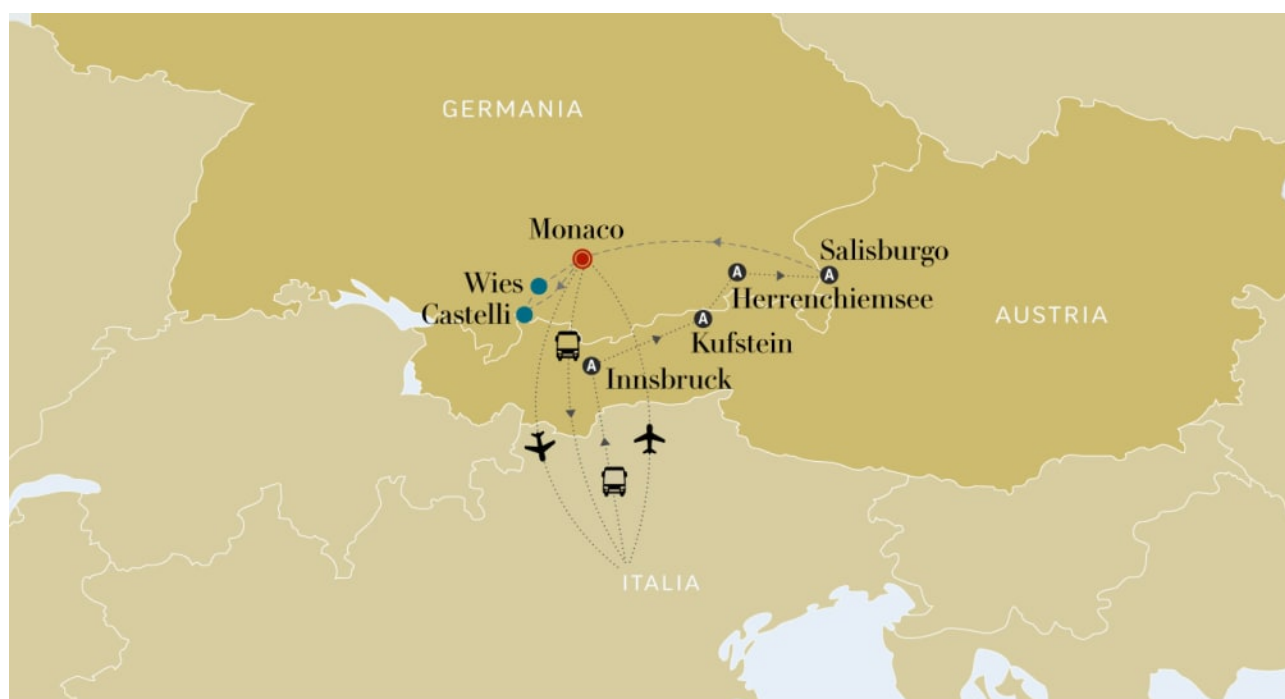 GERMANIA
Monaco
Salisburgo
Wies
Herrenchiemsee
Castelli
AUSTRIA
Kufstein
Innsbruck
ITALIA
A
A
A
A